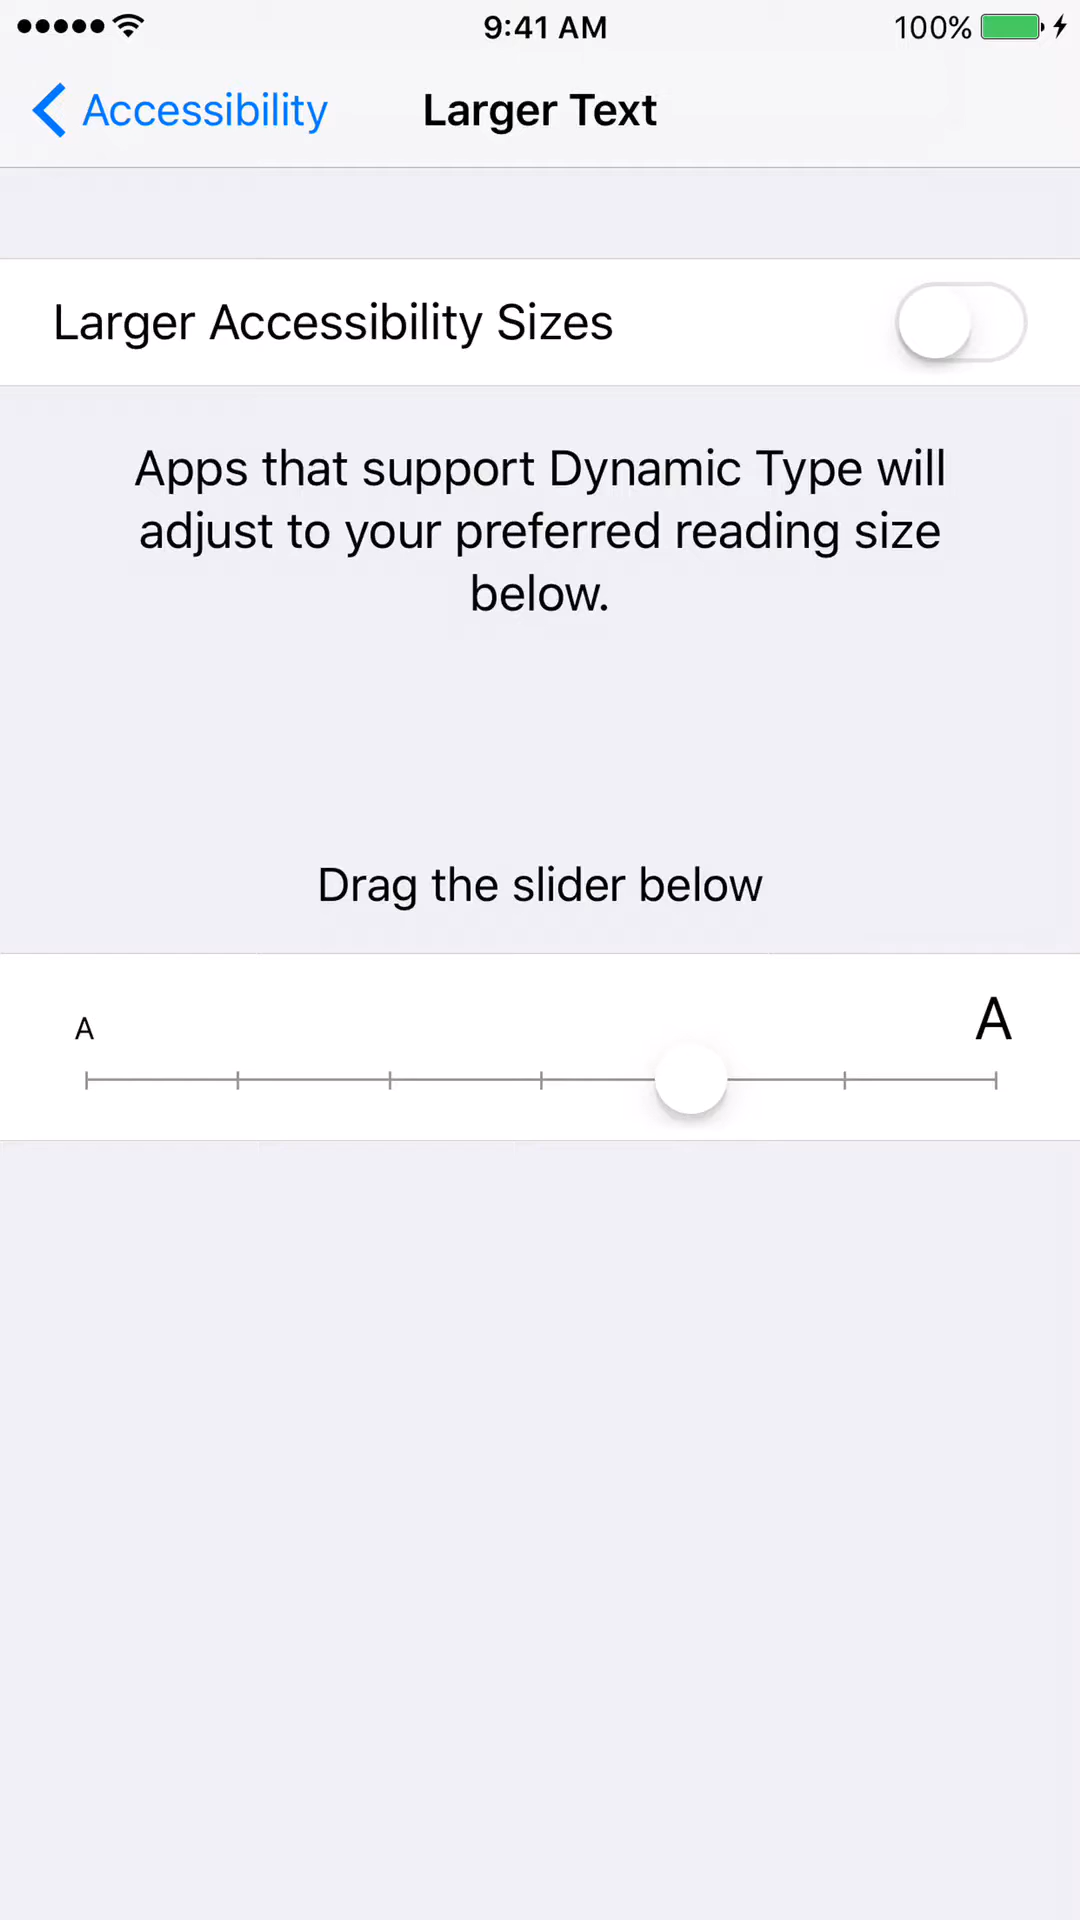 9:41 AM
100%
Accessibility
Larger Text
Larger Accessibility Sizes
Apps that support Dynamic Type will
adjust to your preferred reading size
below.
Drag the slider below
A
A